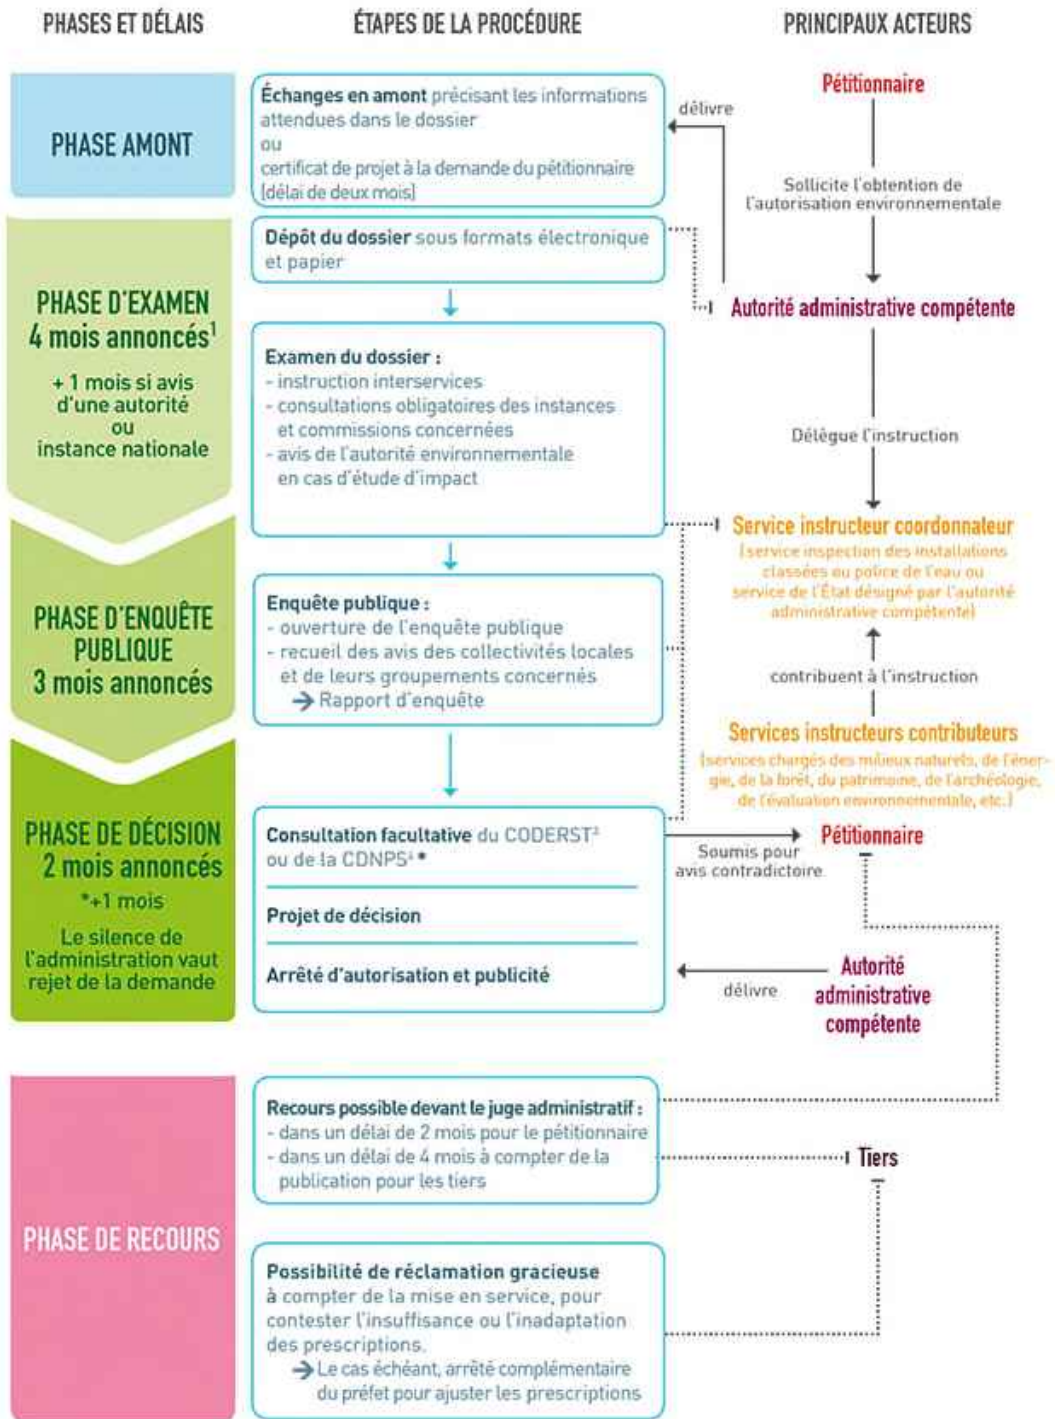 PHASES ET DÉLAIS
ÉTAPES DE LA PROCÉDURE
PRINCIPAUX ACTEURS
PHASE AMONT
Échanges en amont précisant les informations
attendues dans le dossier
ou
certificat de projet à la demande du pétitionnaire
(délai de deux mois)
délivre
Pétitionnaire
Sollicite l'obtention de
l'autorisation environnementale
PHASE D'EXAMEN
4 mois annoncés¹
+ 1 mois si avis
d'une autorité
ou
instance nationale
Dépôt du dossier sous formats électronique
et papier
Autorité administrative compétente
Examen du dossier :
- instruction interservices
- consultations obligatoires des instances
et commissions concernées
- avis de l'autorité environnementale
en cas d'étude d'impact
Délègue l'instruction
Service instructeur coordonnateur
(service inspection des installations
classées ou police de l'eau ou
service de l'État désigné par l'autorité
administrative compétente)
PHASE D'ENQUÊTE
PUBLIQUE
3 mois annoncés
Enquête publique :
- ouverture de l'enquête publique
- recueil des avis des collectivités locales
et de leurs groupements concernés
→ Rapport d'enquête
contribuent à l'instruction
Services instructeurs contributeurs
(services chargés des milieux naturels, de l'éner-
gie, de la forêt, du patrimoine, de l'archéologie,
de l'évaluation environnementale, etc.)
PHASE DE DÉCISION
2 mois annoncés
*+1 mois
Le silence de
l'administration vaut
rejet de la demande
Consultation facultative du CODERST
ou de la CDNPS *
Projet de décision
Arrêté d'autorisation et publicité
Soumis pour
avis contradictoire
Pétitionnaire
délivre
Autorité
administrative
compétente
PHASE DE RECOURS
Recours possible devant le juge administratif :
- dans un délai de 2 mois pour le pétitionnaire
- dans un délai de 4 mois à compter de la
publication pour les tiers
Tiers
Possibilité de réclamation gracieuse
à compter de la mise en service, pour
contester l'insuffisance ou l'inadaptation
des prescriptions.
→ Le cas échéant, arrêté complémentaire
du préfet pour ajuster les prescriptions